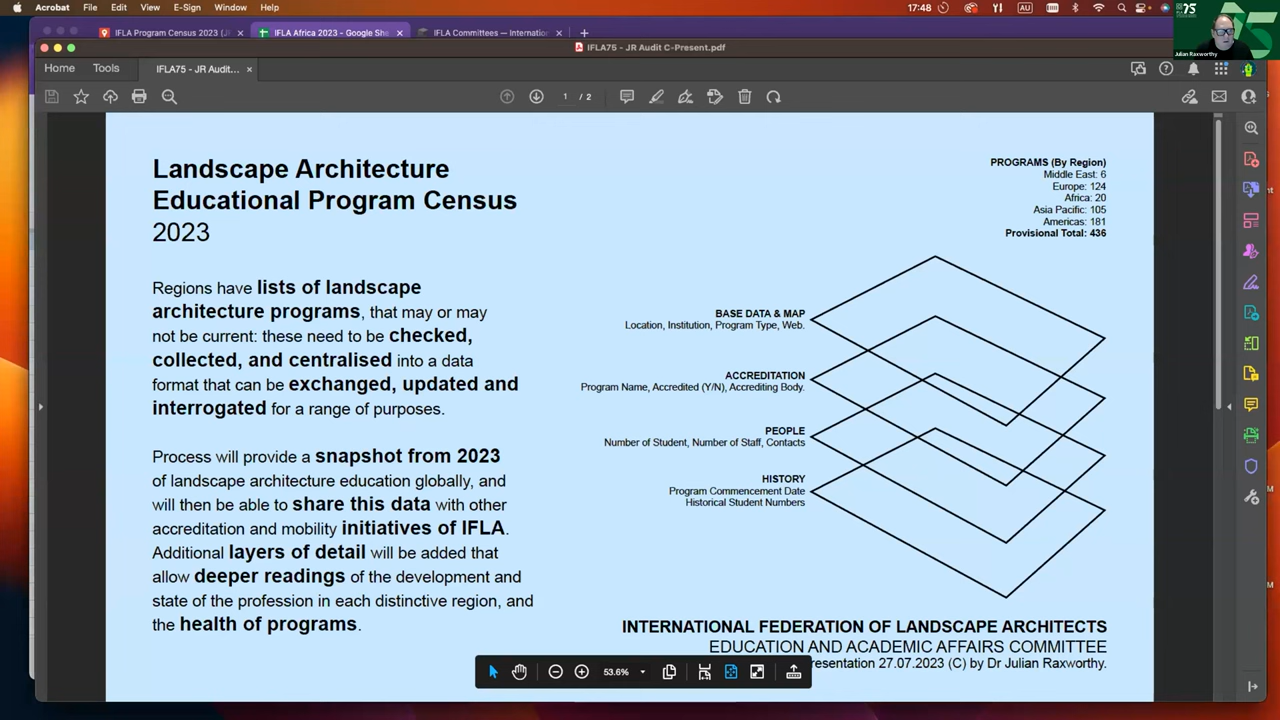 Acrobat File Edit View E-Sign Window Help
17:48
AU
75
Julian Raxworthy
IFLA Program Census 2023 (
IFLA Africa 2023 - Google She
IFLA Committees — Internatio
IFLA75 - JR Audit C-Present.pdf
Home Tools IFLA75 - JR Audit...
1 / 2
Landscape Architecture
Educational Program Census
2023
Regions have lists of landscape
architecture programs, that may or may
not be current: these need to be checked,
collected, and centralised into a data
format that can be exchanged, updated and
interrogated for a range of purposes.
Process will provide a snapshot from 2023
of landscape architecture education globally, and
will then be able to share this data with other
accreditation and mobility initiatives of IFLA.
Additional layers of detail will be added that
allow deeper readings of the development and
state of the profession in each distinctive region, and
the health of programs.
PROGRAMS (By Region)
Middle East: 6
Europe: 124
Africa: 20
Asia Pacific: 105
Americas: 181
Provisional Total: 436
BASE DATA & MAP
Location, Institution, Program Type, Web.
ACCREDITATION
Program Name, Accredited (Y/N), Accrediting Body.
PEOPLE
Number of Student, Number of Staff, Contacts
HISTORY
Program Commencement Date
Historical Student Numbers
INTERNATIONAL FEDERATION OF LANDSCAPE ARCHITECTS
EDUCATION AND ACADEMIC AFFAIRS COMMITTEE
resentation 27.07.2023 (C) by Dr Julian Raxworthy.
53.6%